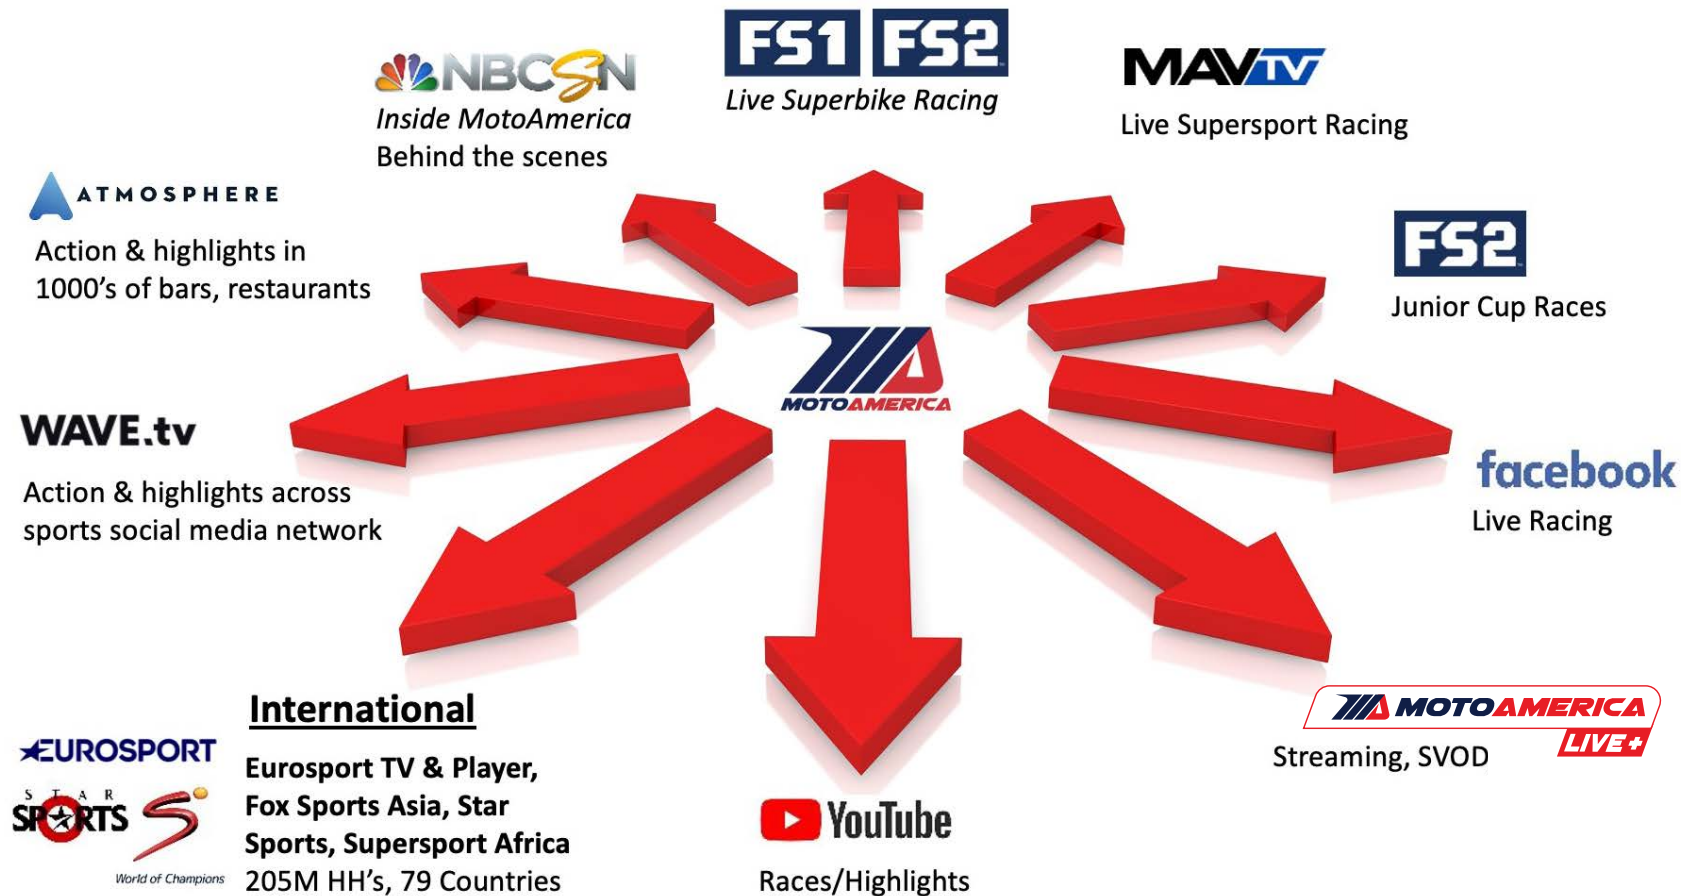 NBCSN
Inside MotoAmerica
Behind the scenes
FS1 FS2
Live Superbike Racing
MAVTV
Live Supersport Racing
ATMOSPHERE
Action & highlights in
1000’s of bars, restaurants
FS2
Junior Cup Races
MOTOAMERICA
WAVE.tv
Action & highlights across
sports social media network
facebook
Live Racing
International
EUROSPORT
STAR
SPORTS
S
World of Champions
Eurosport TV & Player,
Fox Sports Asia, Star
Sports, Supersport Africa
205M HH’s, 79 Countries
YouTube
Races/Highlights
MOTOAMERICA
LIVE+
Streaming, SVOD